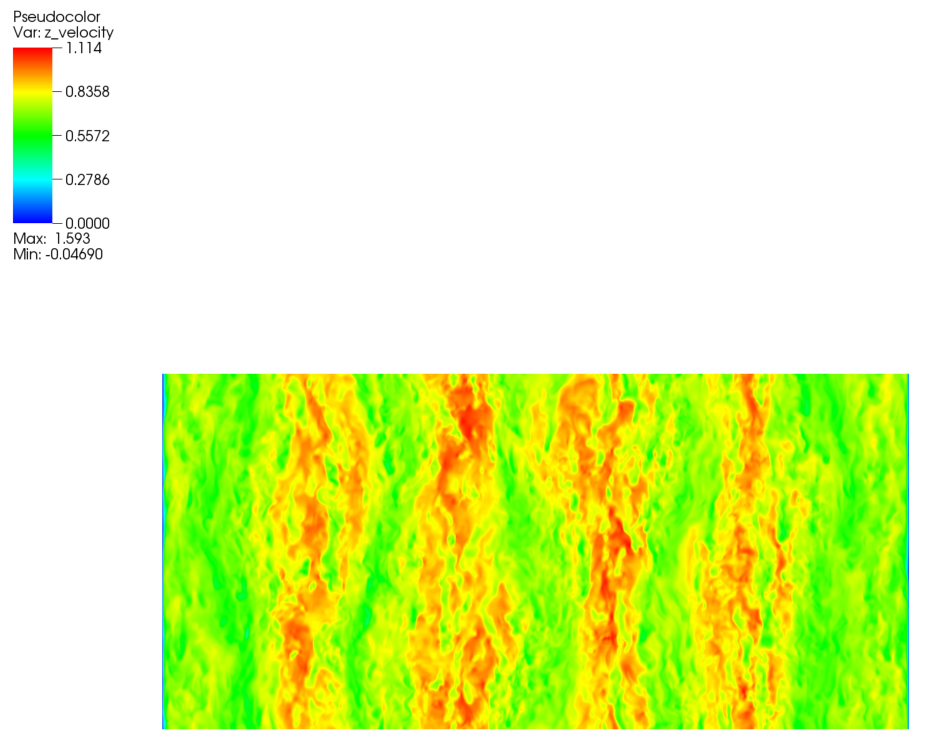 Pseudocolor
Var: z_velocity
1.114
0.8358
0.5572
0.2786
0.0000
Max: 1.593
Min: -0.04690